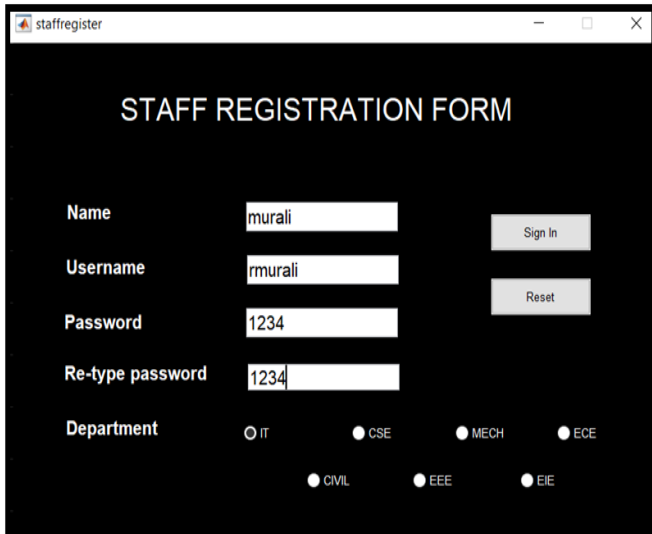 staffregister
STAFF REGISTRATION FORM
Name murali
Sign In
Username rmurali
Reset
Password 1234
Re-type password 1234
Department IT CSE MECH ECE
CIVIL EEE EIE